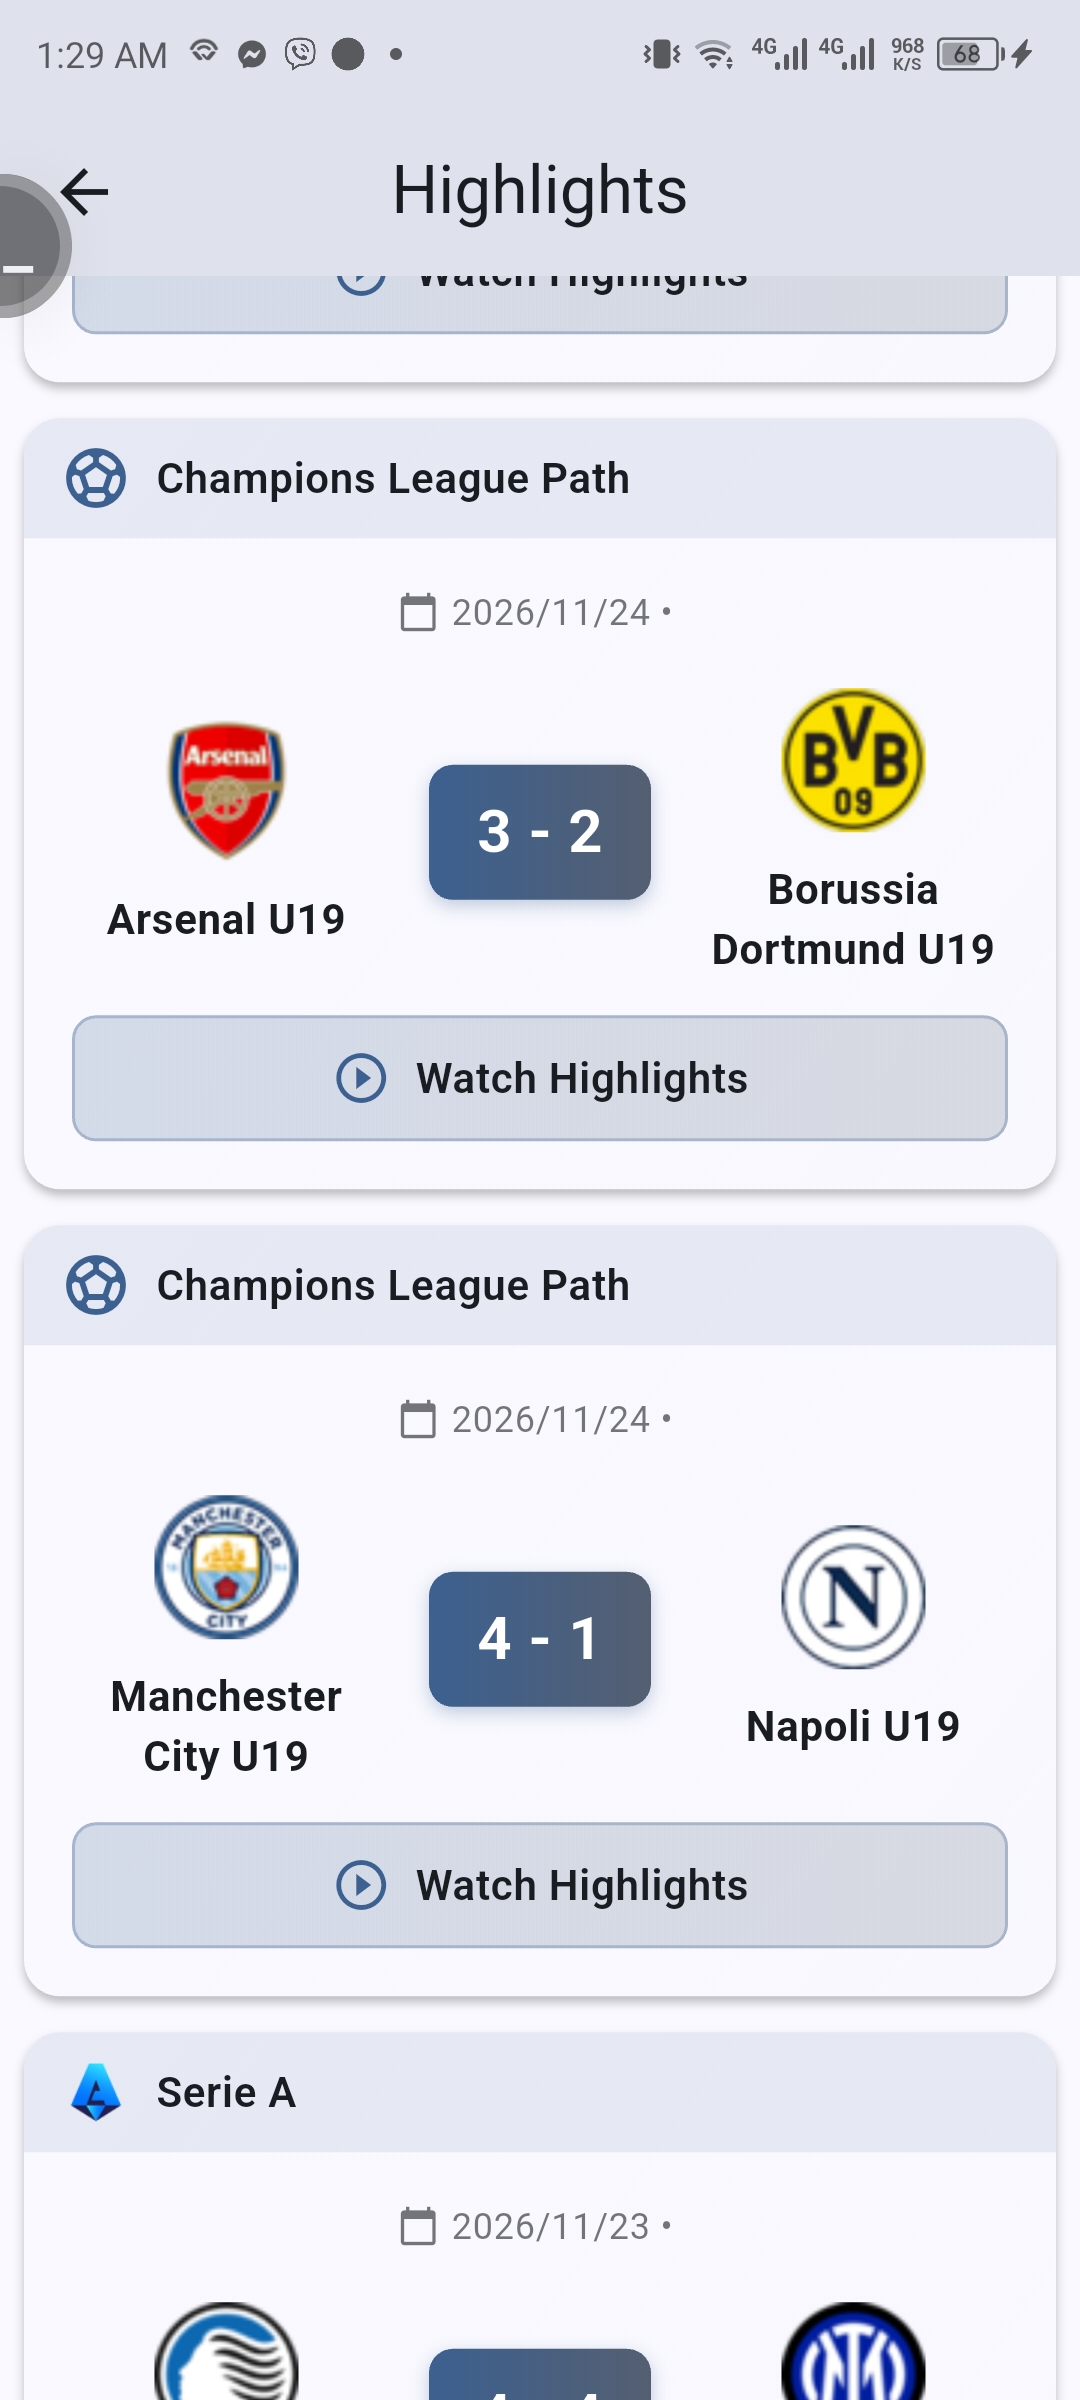 1:29 AM
4G 4G 968 K/S 68
Highlights
Watch Highlights
Champions League Path
2026/11/24 •
Arsenal
BVB
09
3 - 2
Arsenal U19
Borussia
Dortmund U19
Watch Highlights
Champions League Path
2026/11/24 •
MANCHESTER
CITY
N
4 - 1
Manchester
City U19
Napoli U19
Watch Highlights
Serie A
2026/11/23 •